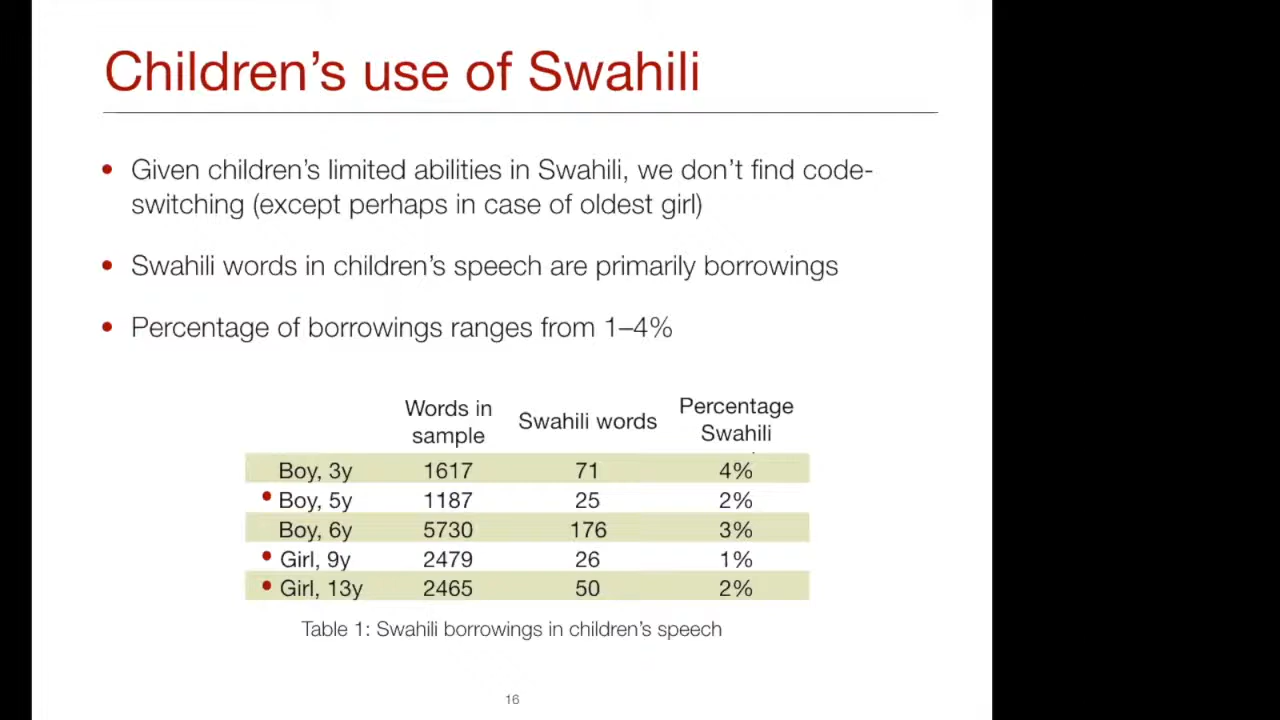 Children’s use of Swahili
• Given children’s limited abilities in Swahili, we don’t find code-
switching (except perhaps in case of oldest girl)
• Swahili words in children’s speech are primarily borrowings
• Percentage of borrowings ranges from 1–4%
Words in sample Swahili words Percentage Swahili
Boy, 3y 1617 71 4%
• Boy, 5y 1187 25 2%
Boy, 6y 5730 176 3%
• Girl, 9y 2479 26 1%
• Girl, 13y 2465 50 2%
Table 1: Swahili borrowings in children’s speech
16